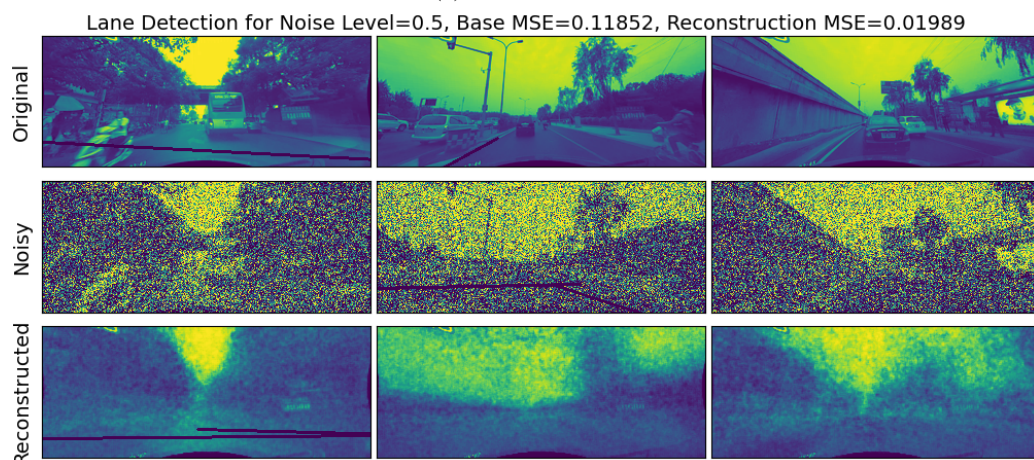 Lane Detection for Noise Level=0.5, Base MSE=0.11852, Reconstruction MSE=0.01989
Original
Noisy
Reconstructed